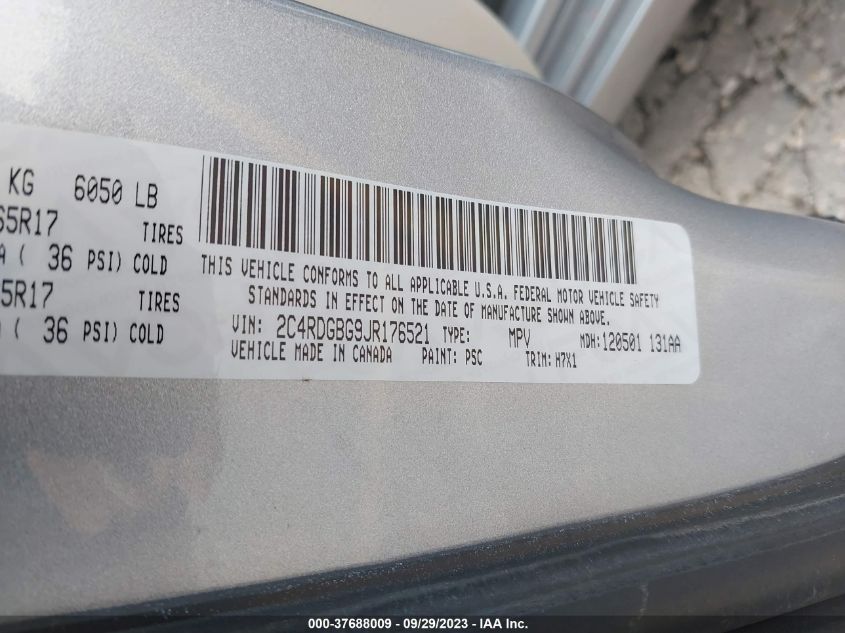 KG 6050 LB
65R17 TIRES
( 36 PSI) COLD
5R17 TIRES
( 36 PSI) COLD
THIS VEHICLE CONFORMS TO ALL APPLICABLE U.S.A. FEDERAL MOTOR VEHICLE SAFETY
STANDARDS IN EFFECT ON THE DATE OF MANUFACTURE SHOWN ABOVE.
VIN: 2C4RDGBG9JR176521 TYPE: MPV MDH: 120501 131AA
VEHICLE MADE IN CANADA PAINT: PSC TRIM: H7X1
000-37688009 - 09/29/2023 - IAA Inc.